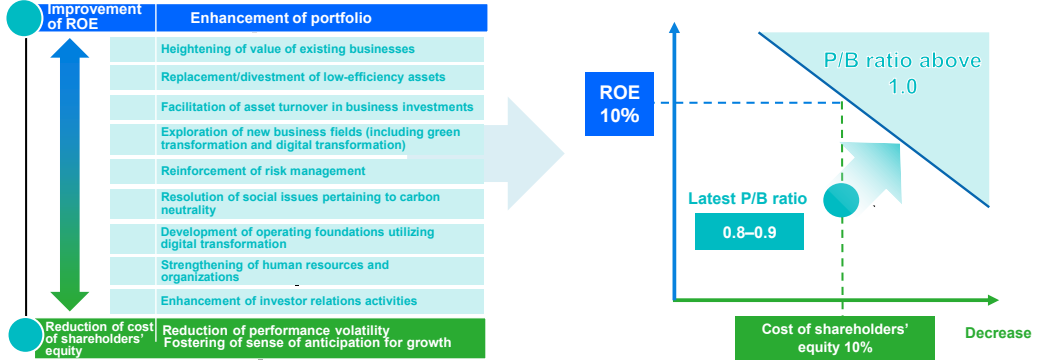 Improvement
of ROE
Enhancement of portfolio
Heightening of value of existing businesses
Replacement/divestment of low-efficiency assets
Facilitation of asset turnover in business investments
Exploration of new business fields (including green
transformation and digital transformation)
Reinforcement of risk management
Resolution of social issues pertaining to carbon
neutrality
Development of operating foundations utilizing
digital transformation
Strengthening of human resources and
organizations
Enhancement of investor relations activities
Reduction of cost
of shareholders'
equity
Reduction of performance volatility
Fostering of sense of anticipation for growth
P/B ratio above
1.0
ROE
10%
Latest P/B ratio
0.8–0.9
Cost of shareholders'
equity 10%
Decrease